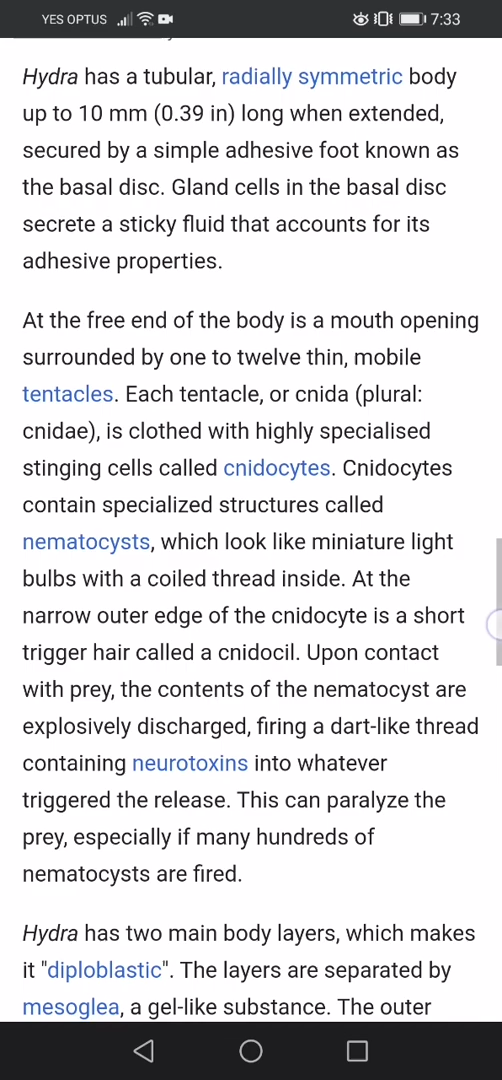 YES OPTUS 7:33
Hydra has a tubular, radially symmetric body
up to 10 mm (0.39 in) long when extended,
secured by a simple adhesive foot known as
the basal disc. Gland cells in the basal disc
secrete a sticky fluid that accounts for its
adhesive properties.
At the free end of the body is a mouth opening
surrounded by one to twelve thin, mobile
tentacles. Each tentacle, or cnida (plural:
cnidae), is clothed with highly specialised
stinging cells called cnidocytes. Cnidocytes
contain specialized structures called
nematocysts, which look like miniature light
bulbs with a coiled thread inside. At the
narrow outer edge of the cnidocyte is a short
trigger hair called a cnidocil. Upon contact
with prey, the contents of the nematocyst are
explosively discharged, firing a dart-like thread
containing neurotoxins into whatever
triggered the release. This can paralyze the
prey, especially if many hundreds of
nematocysts are fired.
Hydra has two main body layers, which makes
it "diploblastic". The layers are separated by
mesoglea, a gel-like substance. The outer